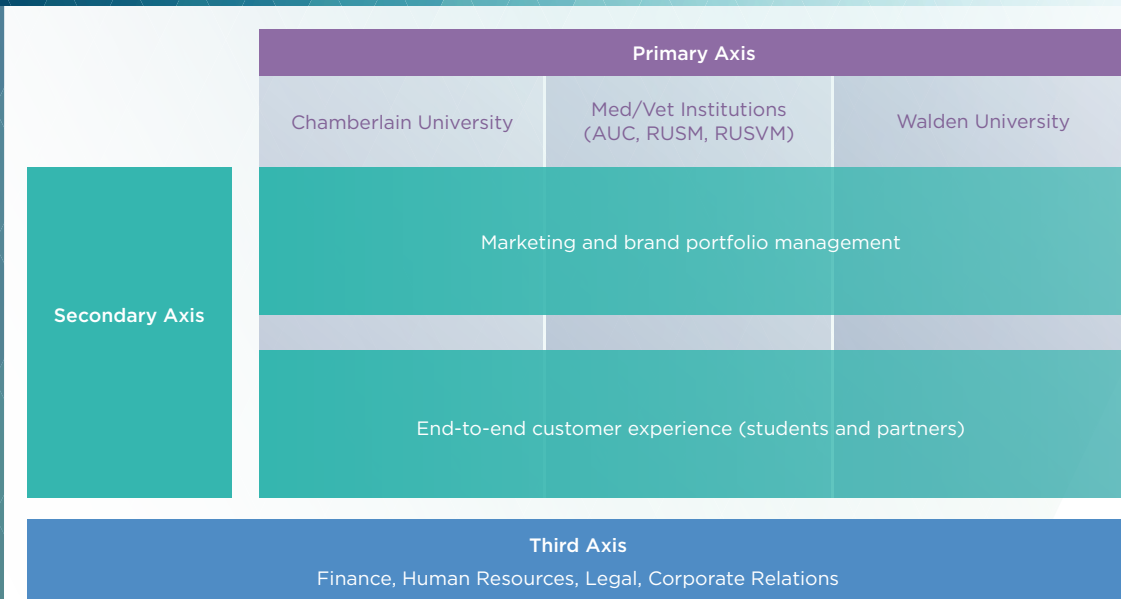 Primary Axis
Chamberlain University
Med/Vet Institutions
(AUC, RUSM, RUSVM)
Walden University
Secondary Axis
Marketing and brand portfolio management
End-to-end customer experience (students and partners)
Third Axis
Finance, Human Resources, Legal, Corporate Relations